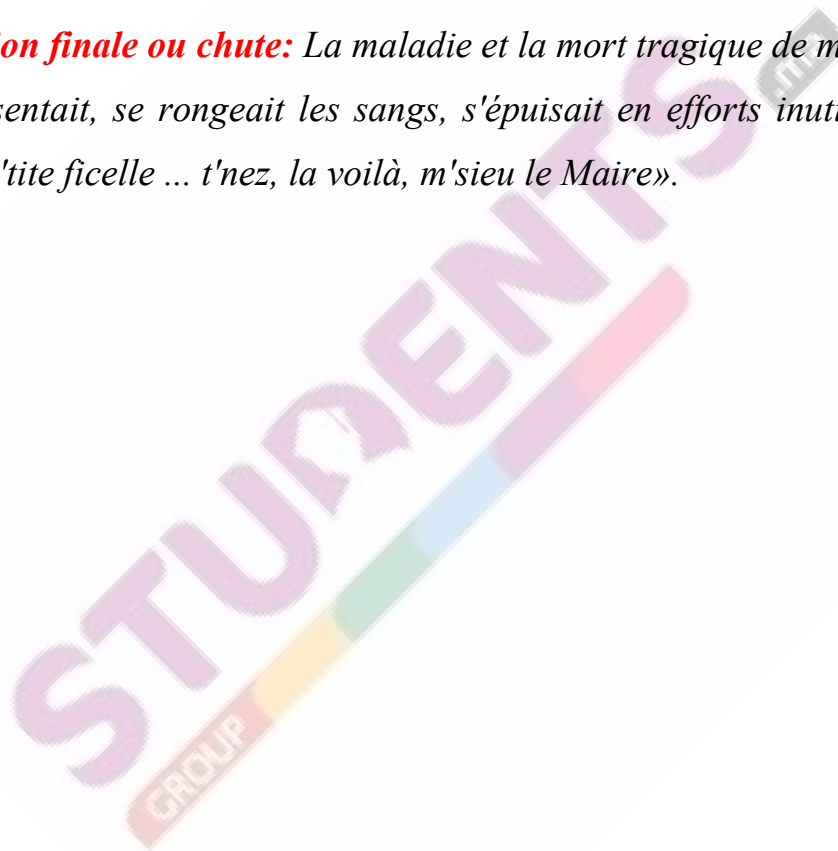 on finale ou chute: La maladie et la mort tragique de m
sentait, se rongeait les sangs, s'épuisait en efforts inuti
'tite ficelle ... t'nez, la voilà, m'sieu le Maire».
STUDENTS
GROUP